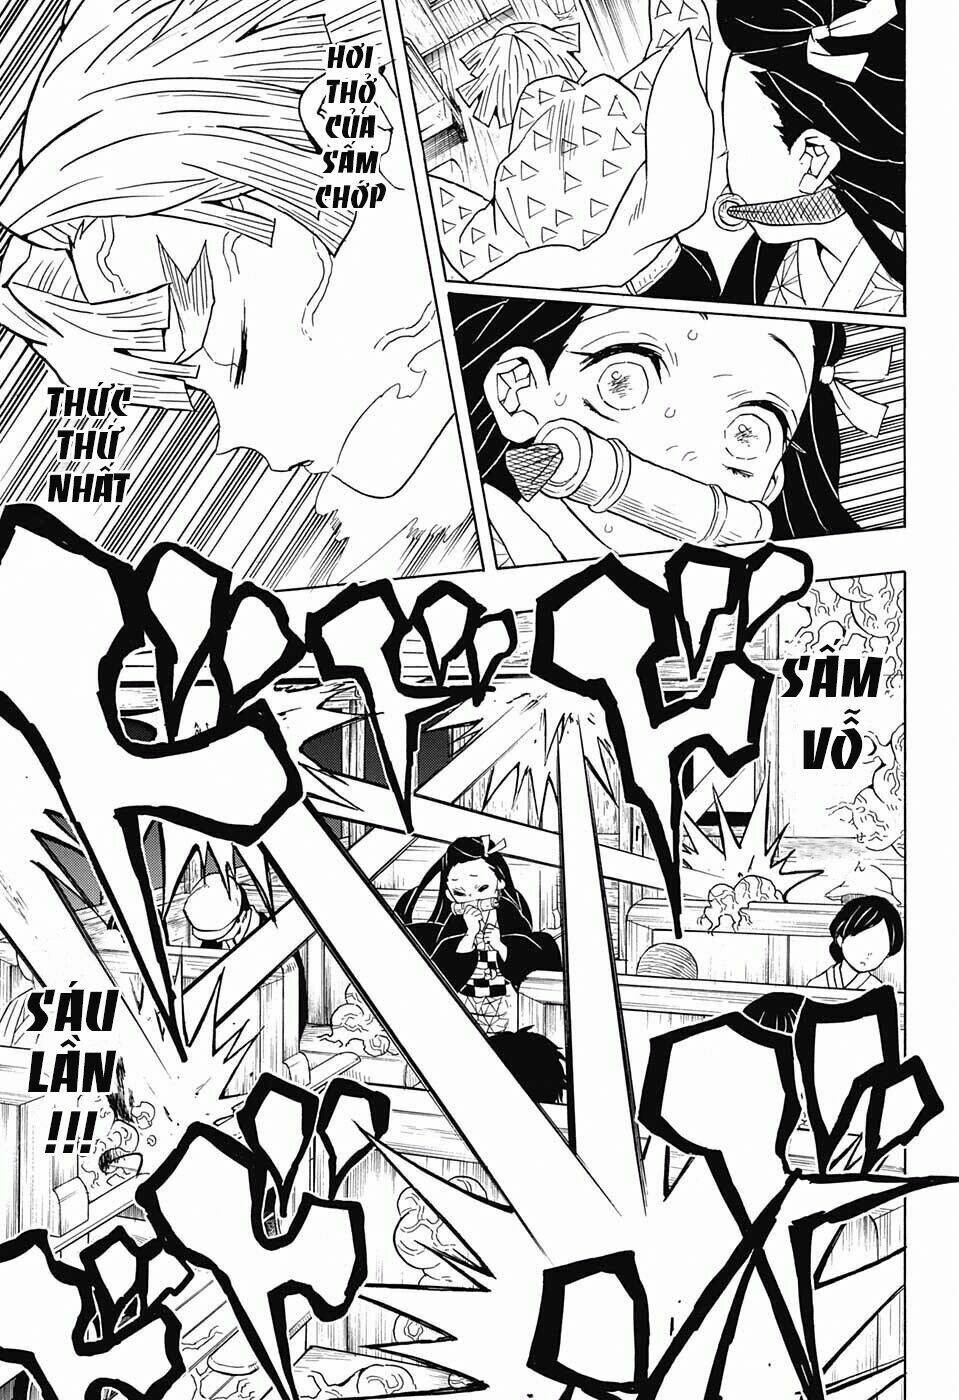 HƠI
THỞ
CỦA
SẤM
CHỚP
THỨC
THỨ
NHẤT
SẤM
VỖ
SÁU
LẦN
!!!